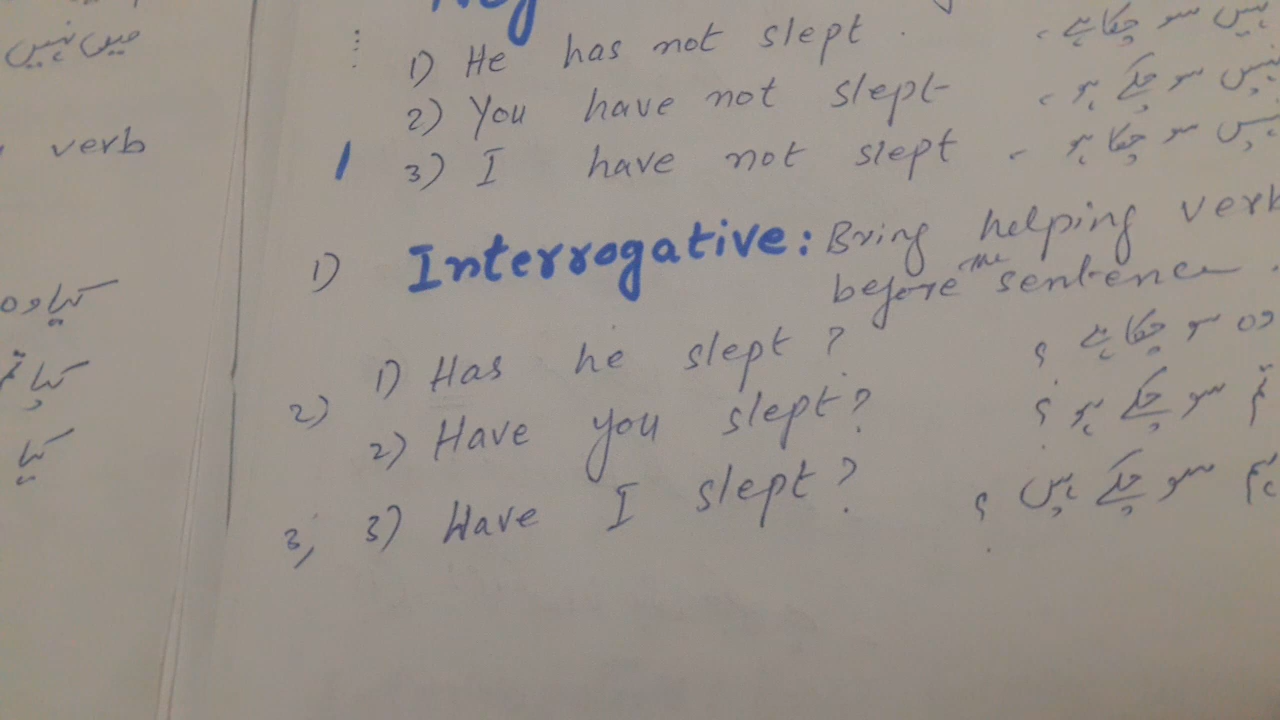 میں نہیں
verb
کیا وہ
کیا تم
کیا
1) He has not slept . سو چکا ہے ۔
2) You have not slept نہیں سو چکے ہو ۔
3) I have not slept - سو چکا ہو ۔
1) Interrogative: Bring helping verb
before the sentence .
1) Has he slept ? وہ سو چکا ہے ؟
2)
2) Have you slept? تم سو چکے ہو ؟
3) Have I slept ? ہم سو چکے ہیں ؟
3)